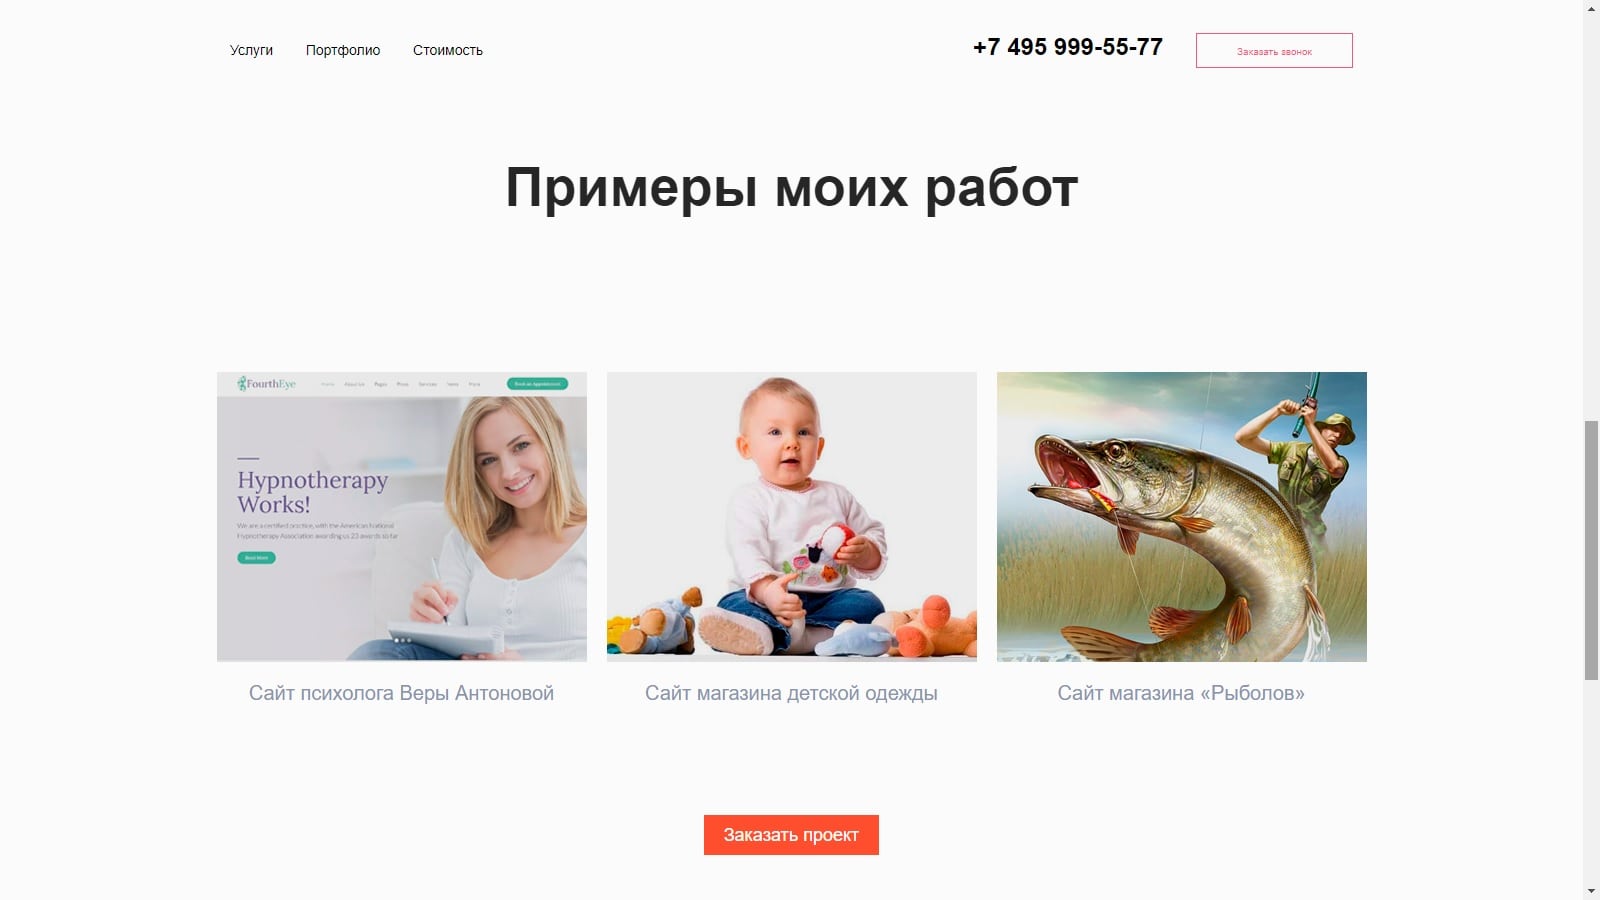 Услуги
Портфолио
Стоимость
+7 495 999-55-77
Заказать звонок
Примеры моих работ
FourthEye
Home
About Us
Pages
Press
Services
News
More
Book an Appointment
Hypnotherapy
Works!
We are a certified practice, with the American National
Hypnotherapy Association awarding us 23 awards so far
Read More
Сайт психолога Веры Антоновой
Сайт магазина детской одежды
Сайт магазина «Рыболов»
Заказать проект